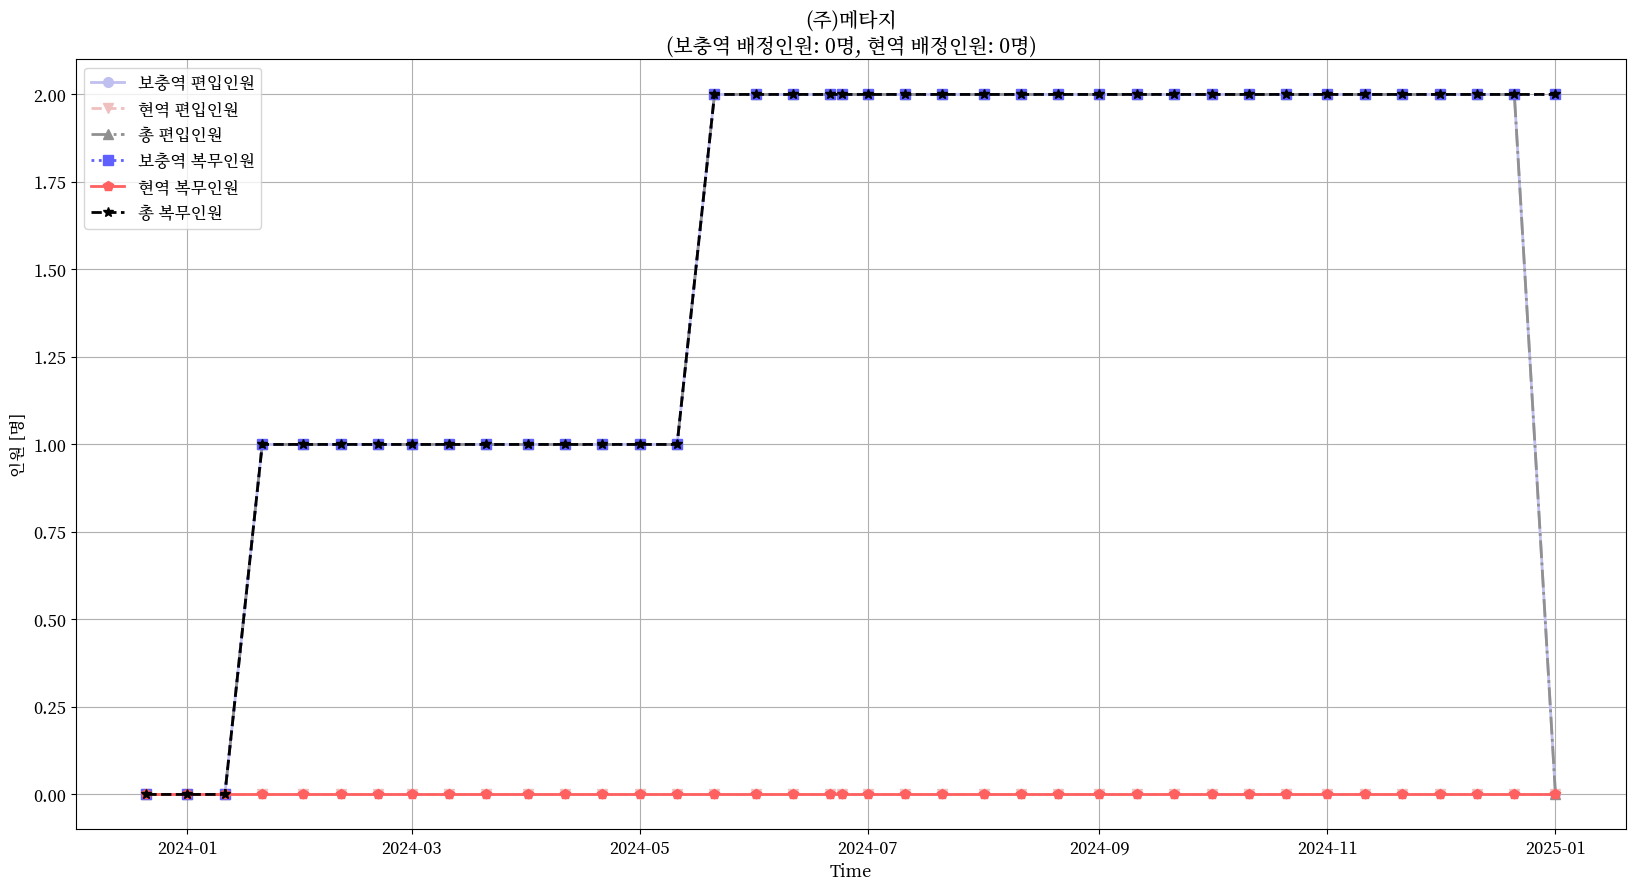 (주)메타지
(보충역 배정인원: 0명, 현역 배정인원: 0명)
보충역 편입인원
현역 편입인원
총 편입인원
보충역 복무인원
현역 복무인원
총 복무인원
2.00
1.75
1.50
1.25
1.00
0.75
0.50
0.25
0.00
인원 [명]
2024-01
2024-03
2024-05
2024-07
2024-09
2024-11
2025-01
Time